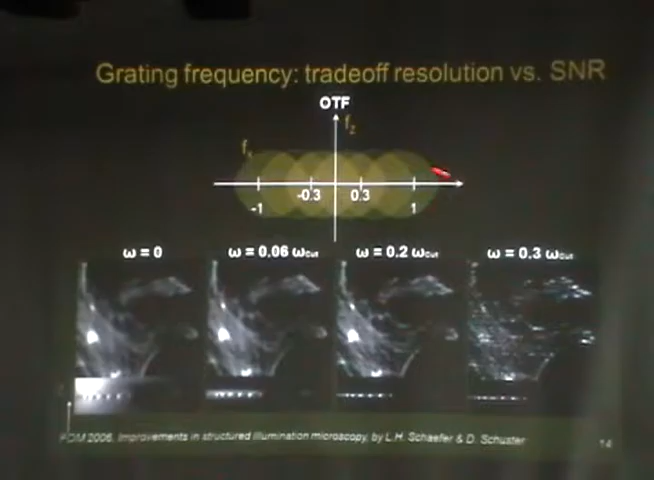 Grating frequency: tradeoff resolution vs. SNR
OTF
fz
fx
-0.3 0.3
-1 1
ω = 0 ω = 0.06 ωCut ω = 0.2 ωCut ω = 0.3 ωCut
FOM 2006, Improvements in structured illumination microscopy, by L.H. Schaefer & D. Schuster 14